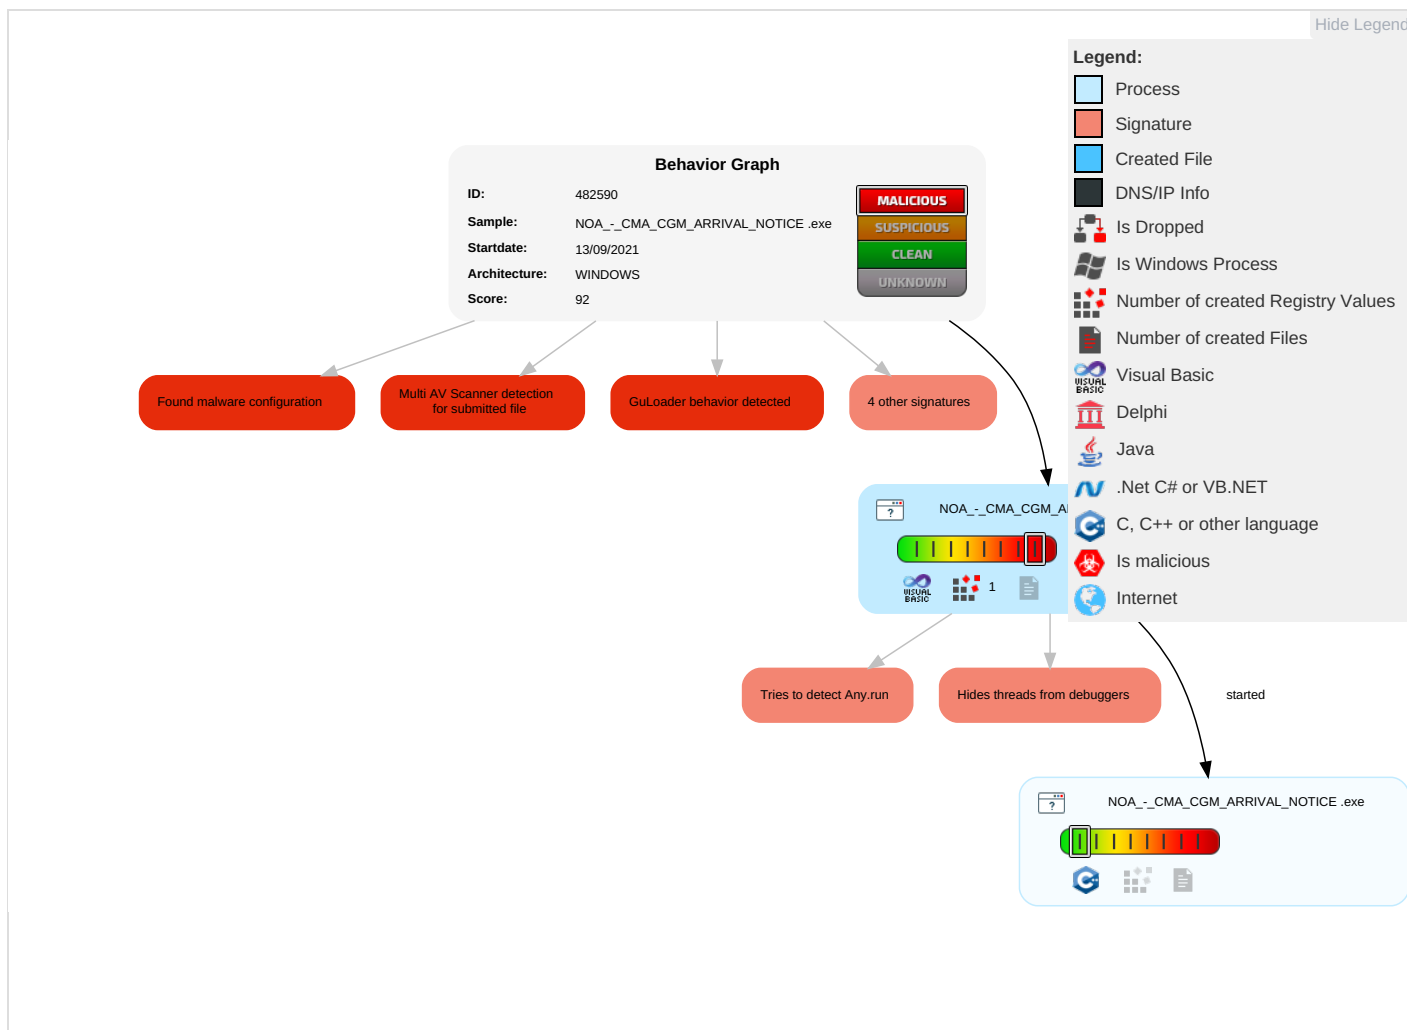 Hide Legend
Legend:
Process
Signature
Created File
DNS/IP Info
Is Dropped
Is Windows Process
Number of created Registry Values
Number of created Files
VISUAL
BASIC
Visual Basic
Delphi
Java
.Net C# or VB.NET
C, C++ or other language
Is malicious
Internet
Behavior Graph
ID: 482590
Sample: NOA_-_CMA_CGM_ARRIVAL_NOTICE .exe
Startdate: 13/09/2021
Architecture: WINDOWS
Score: 92
MALICIOUS
SUSPICIOUS
CLEAN
UNKNOWN
Found malware configuration
Multi AV Scanner detection
for submitted file
GuLoader behavior detected
4 other signatures
NOA_-_CMA_CGM_A
VISUAL
BASIC
1
Tries to detect Any.run
Hides threads from debuggers
started
NOA_-_CMA_CGM_ARRIVAL_NOTICE .exe